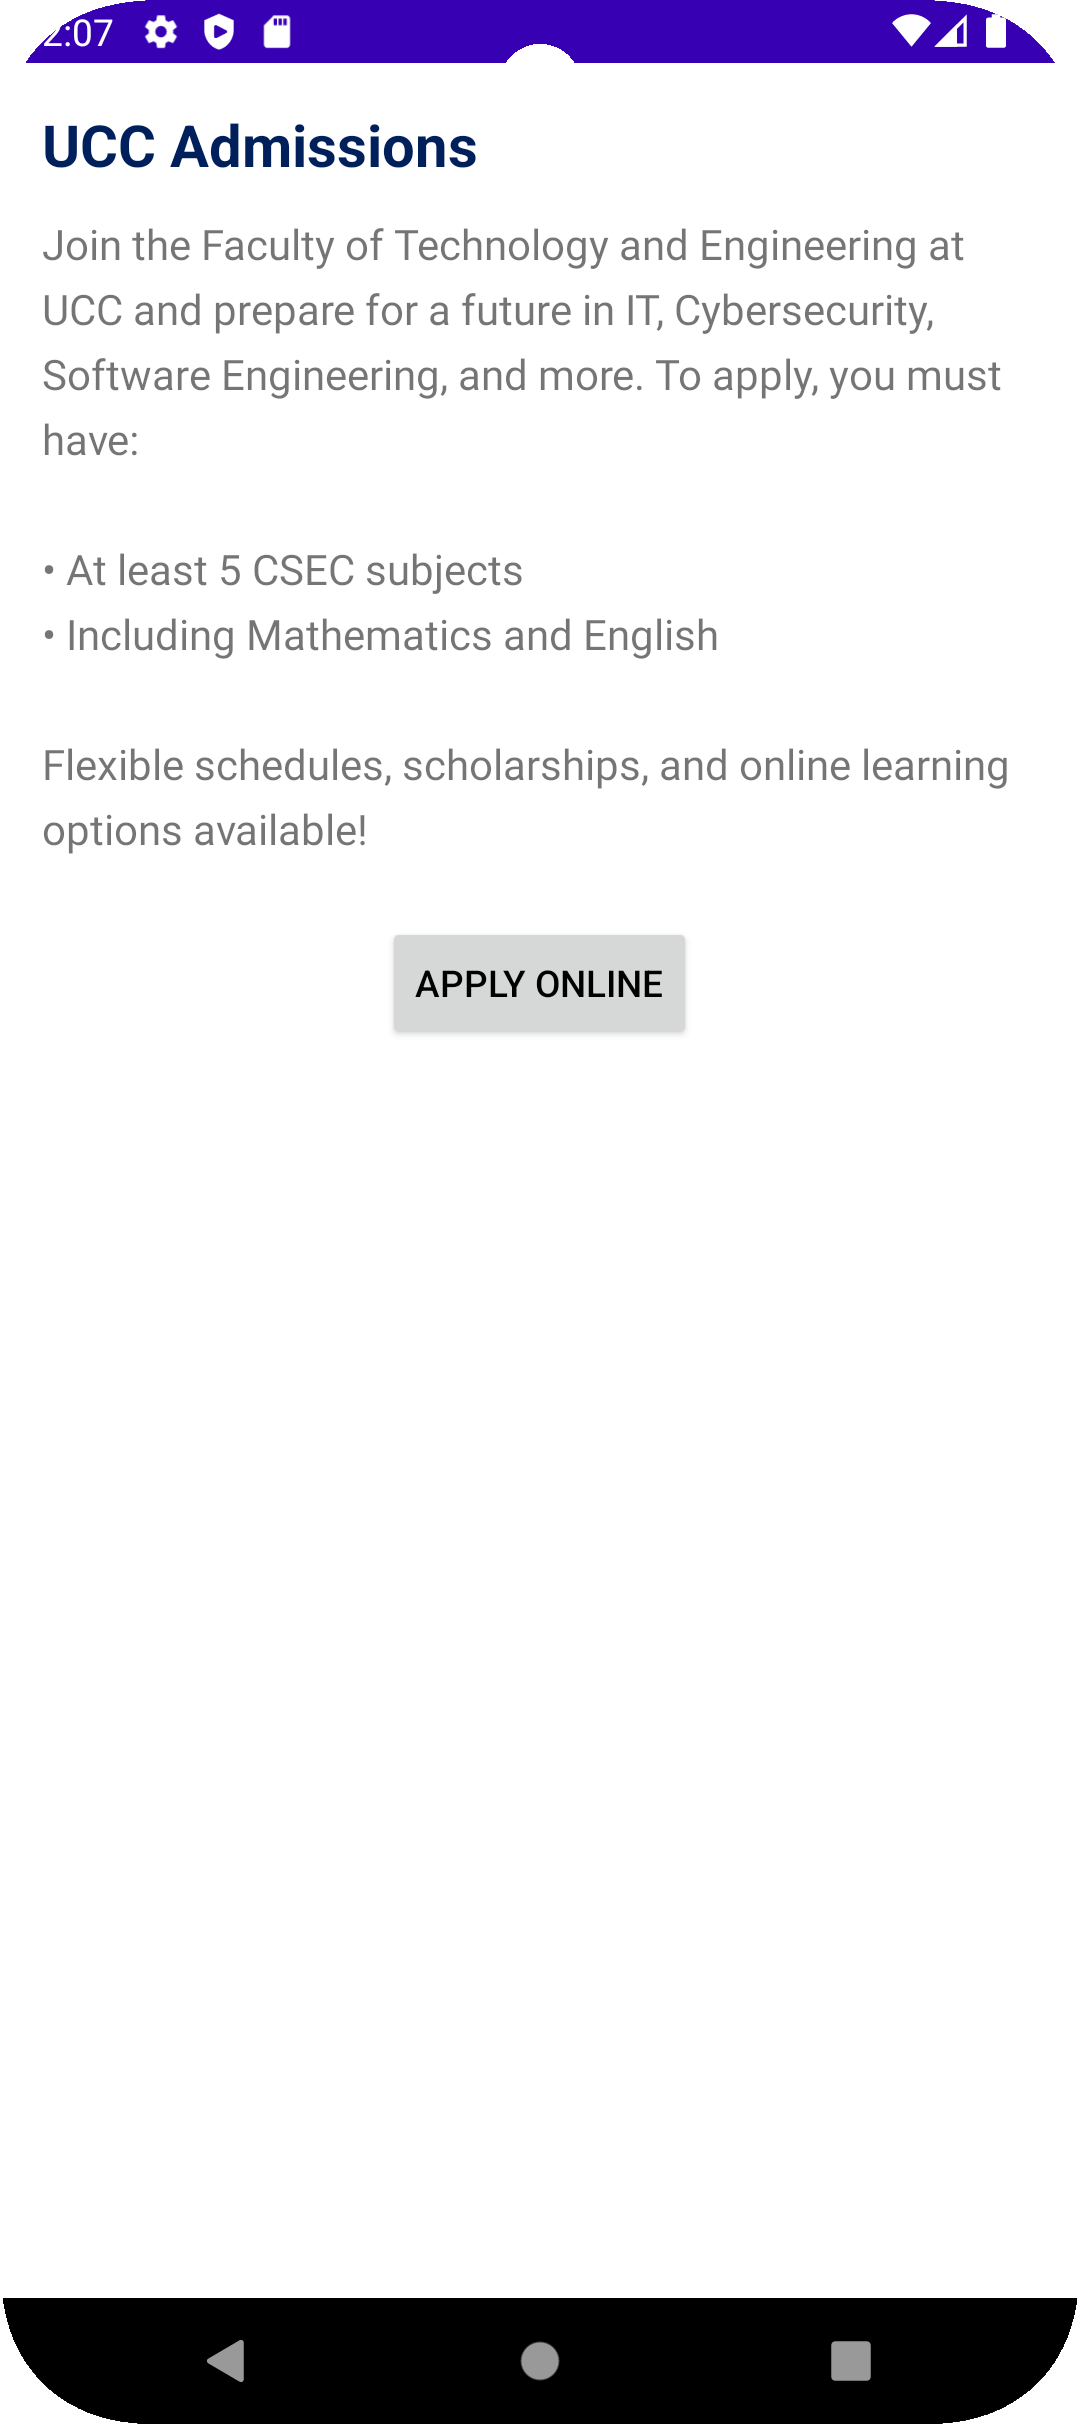 2:07
UCC Admissions
Join the Faculty of Technology and Engineering at
UCC and prepare for a future in IT, Cybersecurity,
Software Engineering, and more. To apply, you must
have:
• At least 5 CSEC subjects
• Including Mathematics and English
Flexible schedules, scholarships, and online learning
options available!
APPLY ONLINE